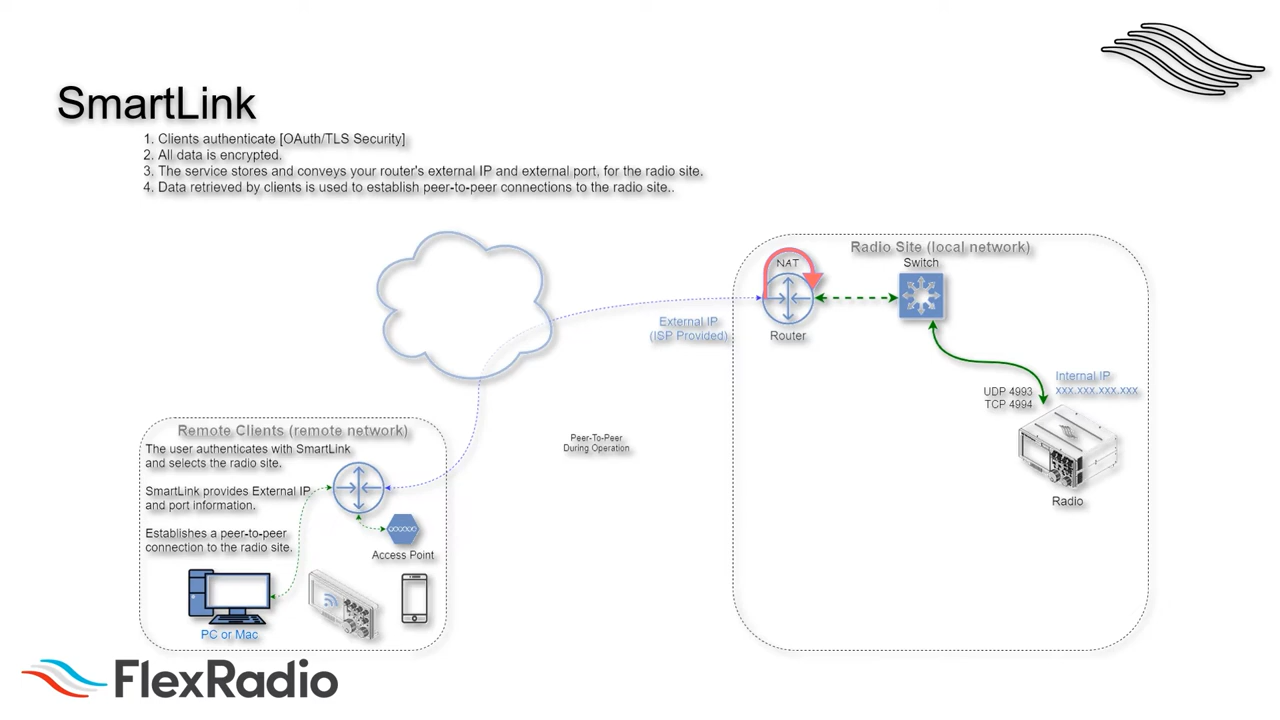 SmartLink
1. Clients authenticate [OAuth/TLS Security]
2. All data is encrypted.
3. The service stores and conveys your router's external IP and external port, for the radio site.
4. Data retrieved by clients is used to establish peer-to-peer connections to the radio site..
Radio Site (local network)
NAT
Switch
External IP
(ISP Provided)
Router
Internal IP
xxx.xxx.xxx.xxx
UDP 4993
TCP 4994
Radio
Peer-To-Peer
During Operation
Remote Clients (remote network)
The user authenticates with SmartLink
and selects the radio site.
SmartLink provides External IP
and port information.
Establishes a peer-to-peer
connection to the radio site.
Access Point
PC or Mac
FlexRadio